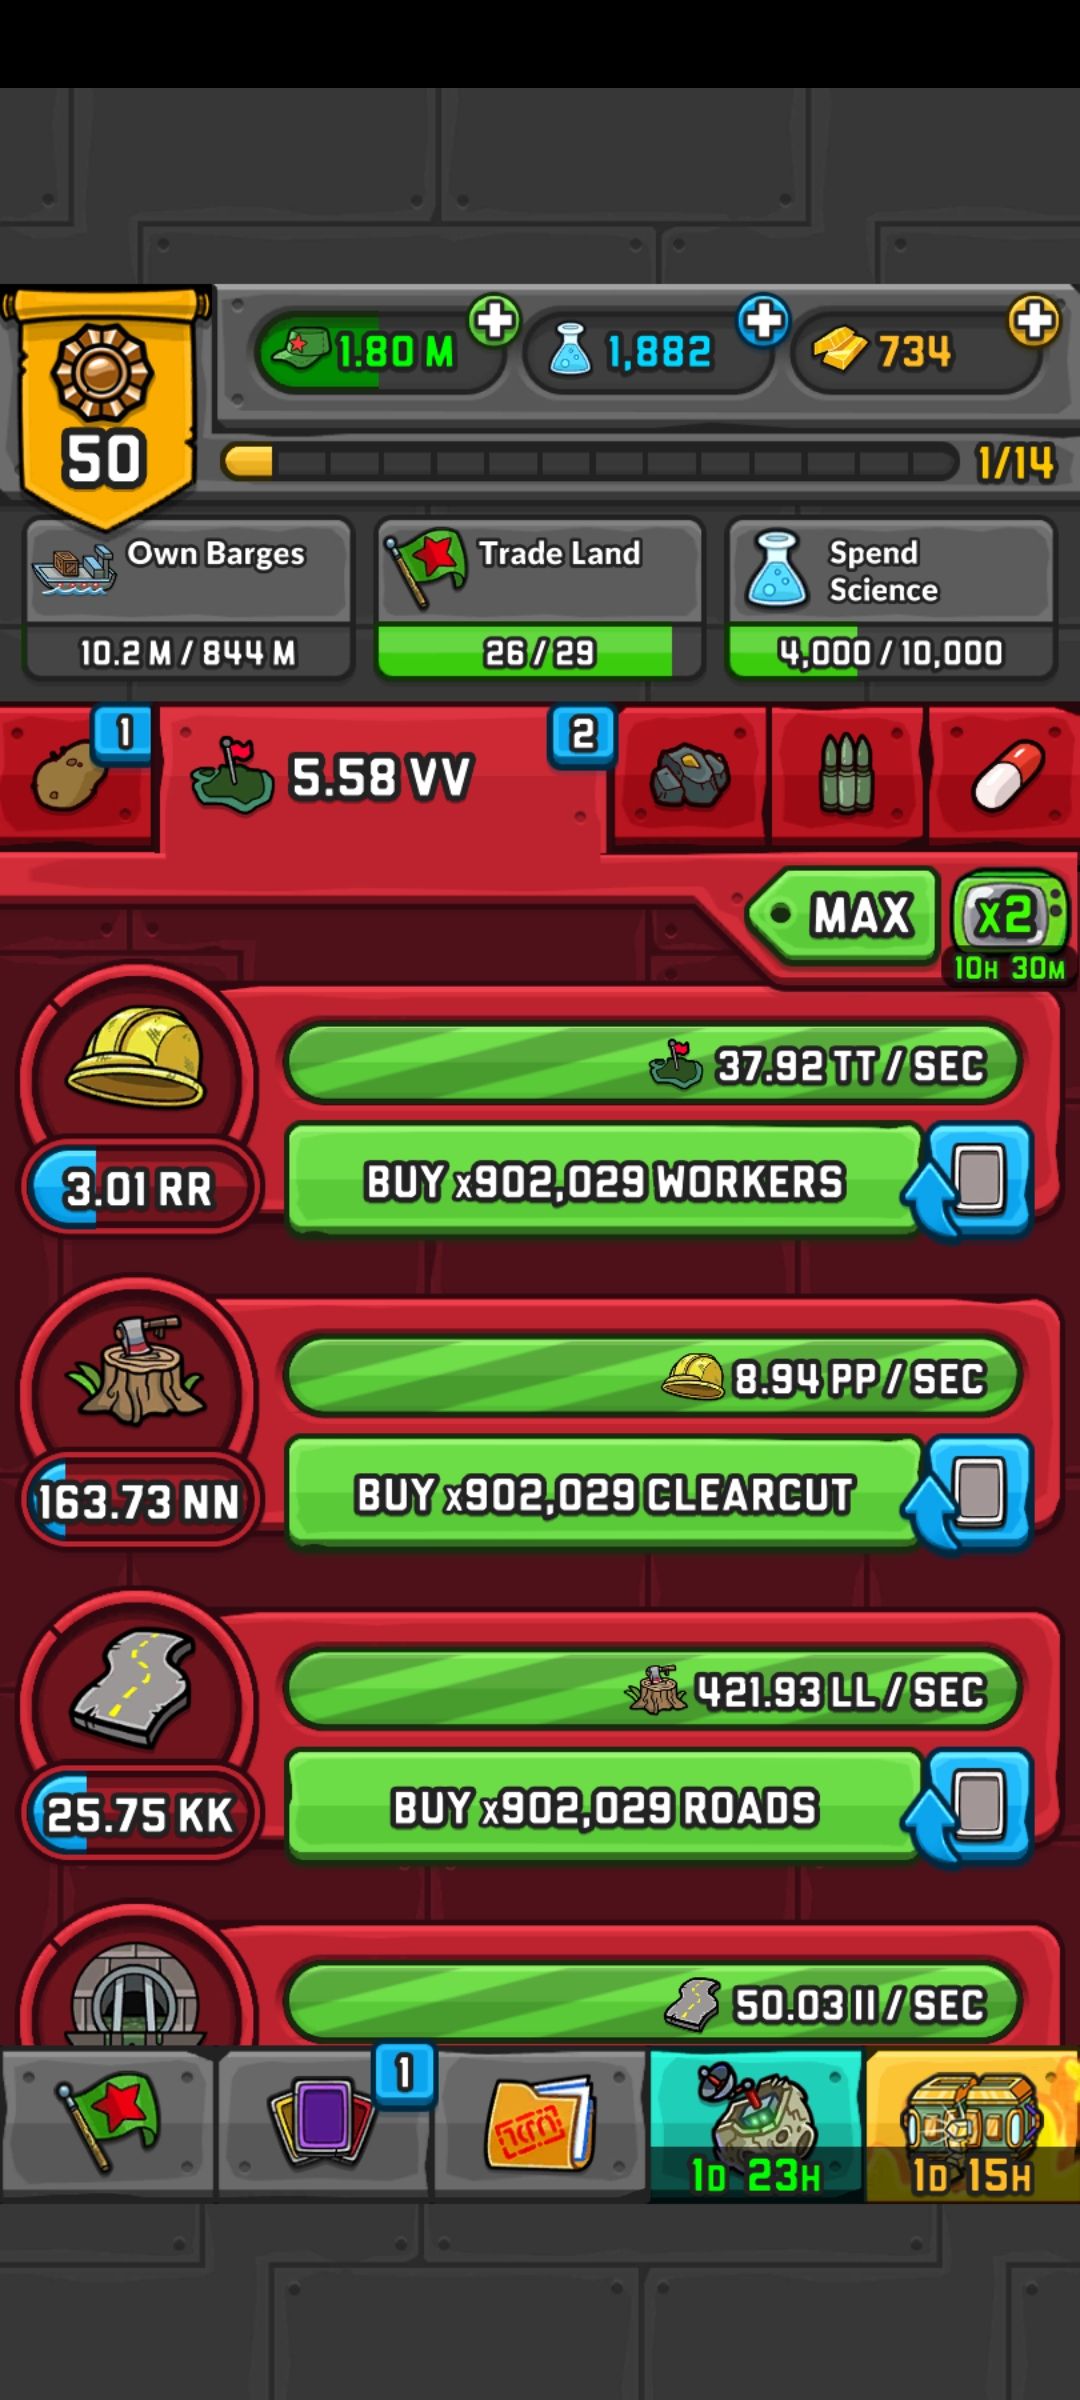 50
1.80 M
1,882
734
1/14
Own Barges
10.2 M / 844 M
Trade Land
26 / 29
Spend
Science
4,000 / 10,000
1
5.58 VV
2
MAX
x2
10H 30M
37.92 TT / SEC
3.01 RR
BUY x902,029 WORKERS
8.94 PP / SEC
163.73 NN
BUY x902,029 CLEARCUT
421.93 LL / SEC
25.75 KK
BUY x902,029 ROADS
50.03 II / SEC
1
1D 23H
1D 15H